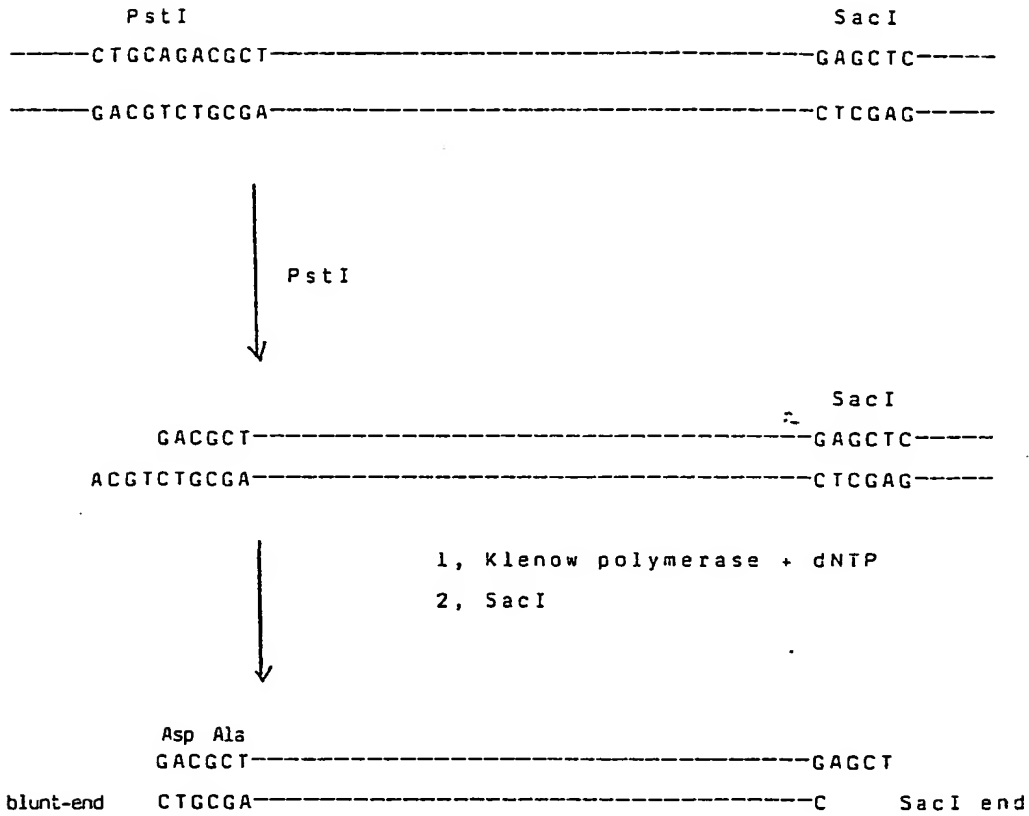 PstI SacI
-----CTGCAGACGCT----------------------------------------GAGCTC-----
-----GACGTCTGCGA----------------------------------------CTCGAG-----
PstI
SacI
GACGCT----------------------------------------GAGCTC-----
ACGTCTGCGA----------------------------------------CTCGAG-----
1, Klenow polymerase + dNTP
2, SacI
Asp Ala
GACGCT----------------------------------------GAGCT
blunt-end CTGCGA----------------------------------------C SacI end